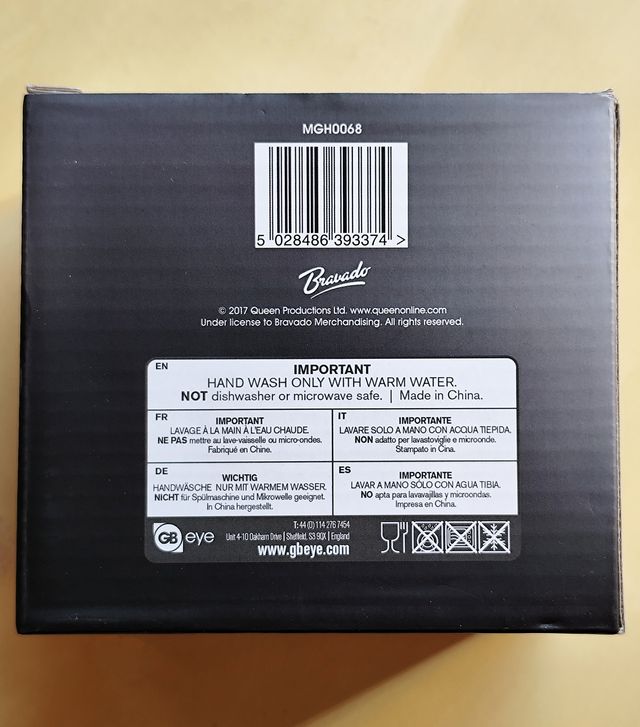 MGH0068
5 028486 393374 >
Bravado
© 2017 Queen Productions Ltd. www.queenonline.com
Under license to Bravado Merchandising. All rights reserved.
EN
IMPORTANT
HAND WASH ONLY WITH WARM WATER.
NOT dishwasher or microwave safe. | Made in China.
FR
IMPORTANT
LAVAGE À LA MAIN À L'EAU CHAUDE.
NE PAS mettre au lave-vaisselle ou micro-ondes.
Fabriqué en Chine.
IT
IMPORTANTE
LAVARE SOLO A MANO CON ACQUA TIEPIDA.
NON adatto per lavastoviglie e microonde.
Stampato in Cina.
DE
WICHTIG
HANDWÄSCHE NUR MIT WARMEM WASSER.
NICHT für Spülmaschine und Mikrowelle geeignet.
In China hergestellt.
ES
IMPORTANTE
LAVAR A MANO SÓLO CON AGUA TIBIA.
NO apta para lavavajillas y microondas.
Impresa en China.
GB eye
T: 44 (0) 114 276 7454
Unit 4-10 Oakham Drive | Sheffield, S3 9QX | England
www.gbeye.com